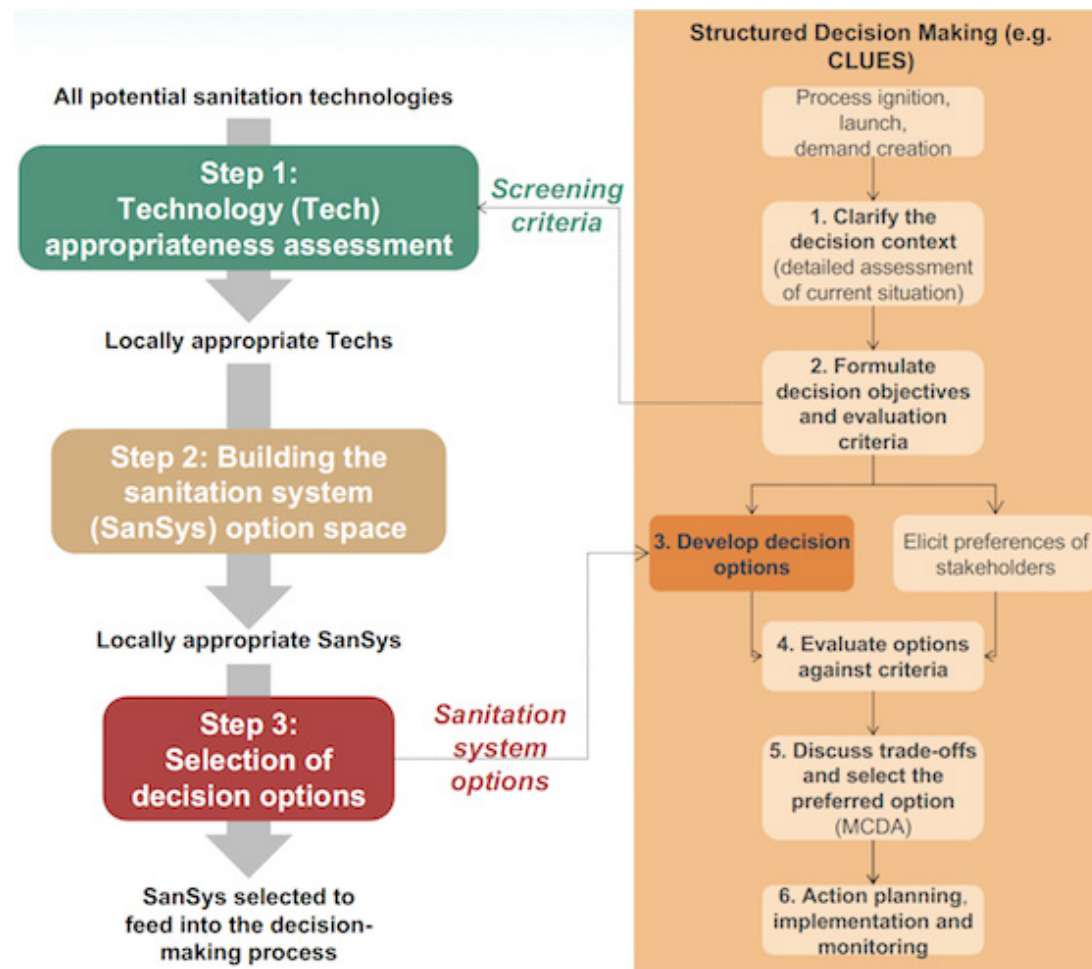 All potential sanitation technologies
Step 1:
Technology (Tech)
appropriateness assessment
Locally appropriate Techs
Step 2: Building the
sanitation system
(SanSys) option space
Locally appropriate SanSys
Step 3:
Selection of
decision options
SanSys selected to
feed into the decision-
making process
Screening
criteria
Sanitation
system
options
Structured Decision Making (e.g.
CLUES)
Process ignition,
launch,
demand creation
1. Clarify the
decision context
(detailed assessment
of current situation)
2. Formulate
decision objectives
and evaluation
criteria
3. Develop decision
options
Elicit preferences of
stakeholders
4. Evaluate options
against criteria
5. Discuss trade-offs
and select the
preferred option
(MCDA)
6. Action planning,
implementation and
monitoring